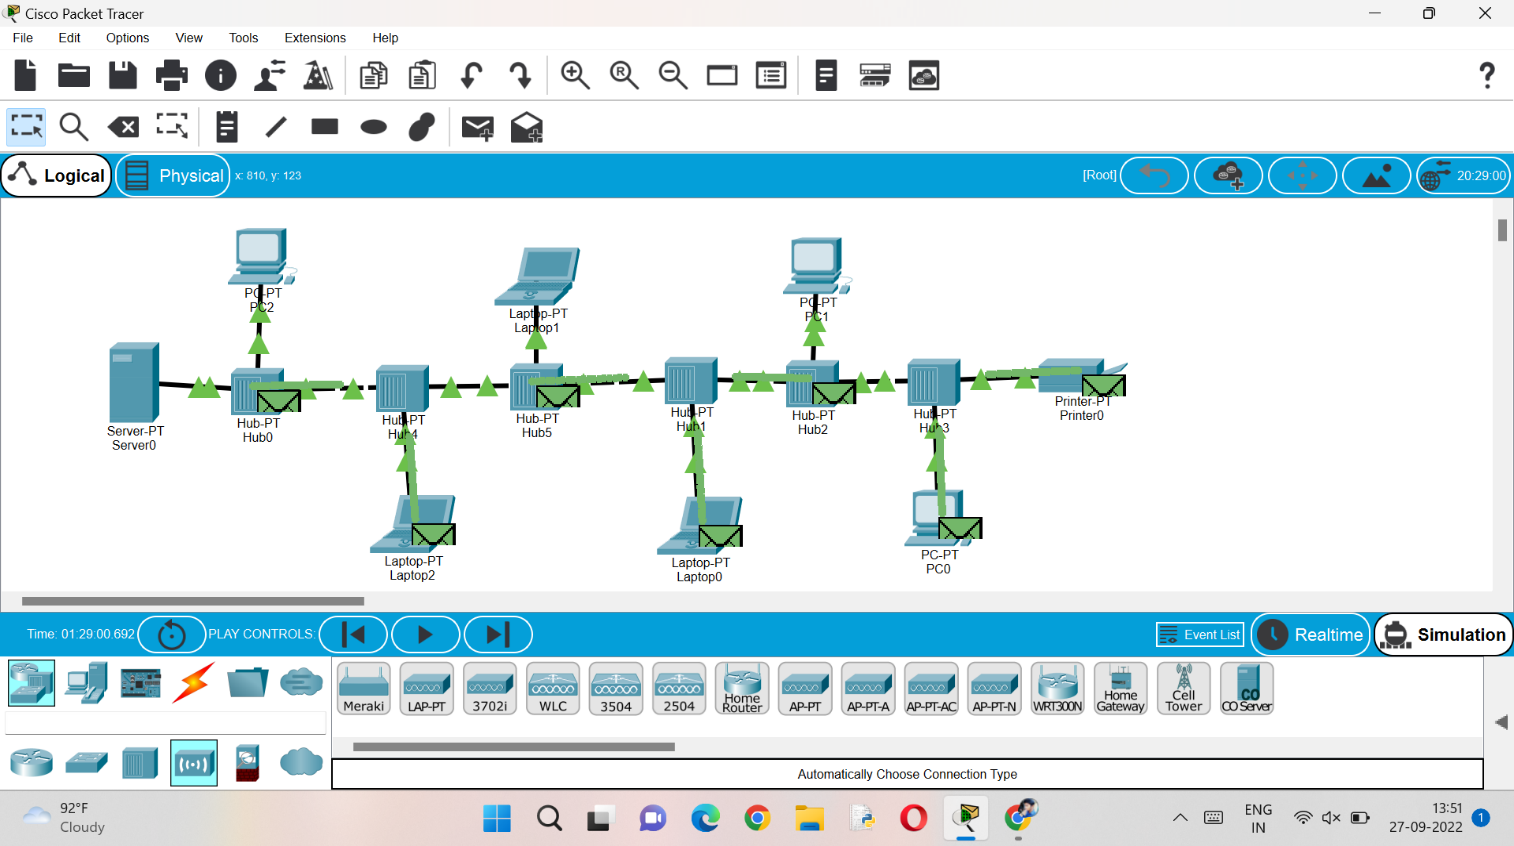 Cisco Packet Tracer
File Edit Options View Tools Extensions Help
Logical Physical x: 810, y: 123 [Root] 20:29:00
PC-PT
PC2
Laptop-PT
Laptop1
PC-PT
PC1
Server-PT
Server0
Hub-PT
Hub0
Hub-PT
Hub4
Hub-PT
Hub5
Hub-PT
Hub1
Hub-PT
Hub2
Hub-PT
Hub3
Printer-PT
Printer0
Laptop-PT
Laptop2
Laptop-PT
Laptop0
PC-PT
PC0
Time: 01:29:00.692 PLAY CONTROLS: Event List Realtime Simulation
Meraki LAP-PT 3702i WLC 3504 2504 Home Router AP-PT AP-PT-A AP-PT-AC AP-PT-N WRT300N Home Gateway Cell Tower CO Server
Automatically Choose Connection Type
92°F
Cloudy
ENG
IN
13:51
27-09-2022
1